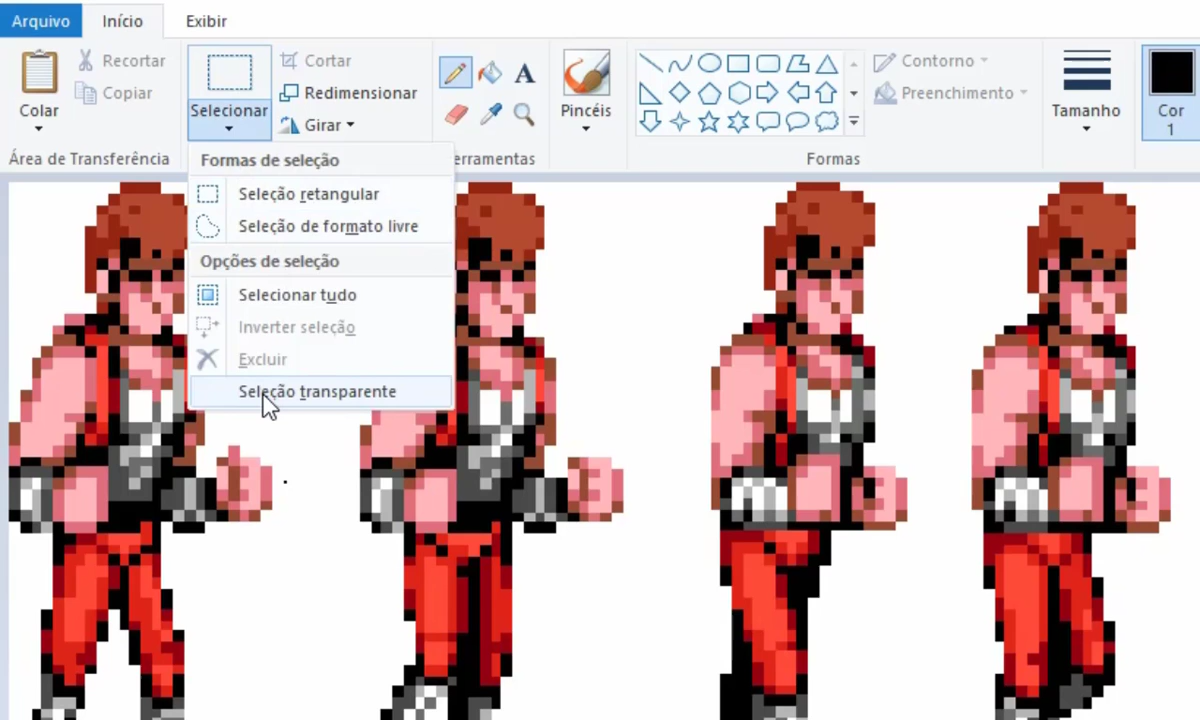 Arquivo
Início
Exibir
Colar
Recortar
Copiar
Área de Transferência
Selecionar
Cortar
Redimensionar
Girar
A
erramentas
Pincéis
Contorno
Preenchimento
Formas
Tamanho
Cor
1
Formas de seleção
Seleção retangular
Seleção de formato livre
Opções de seleção
Selecionar tudo
Inverter seleção
Excluir
Seleção transparente